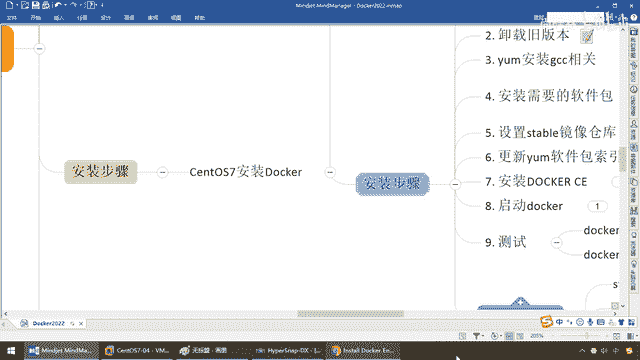 Mindjet MindManager - Docker2022.mmap
文件
开始
插入
设计
高级
审阅
视图
帮助
2. 卸载旧版本
3. yum安装gcc相关
4. 安装需要的软件包
5. 设置stable镜像仓库
6. 更新yum软件包索引
7. 安装DOCKER CE
8. 启动docker
1
9. 测试
docker
docker
安装步骤
CentOS7安装Docker
安装步骤
Docker2022
中
205%
Mindjet MindMa...
CentOS7-04 - VM...
无标题 - 画图
HyperSnap-DX - [...
Install Docker En...